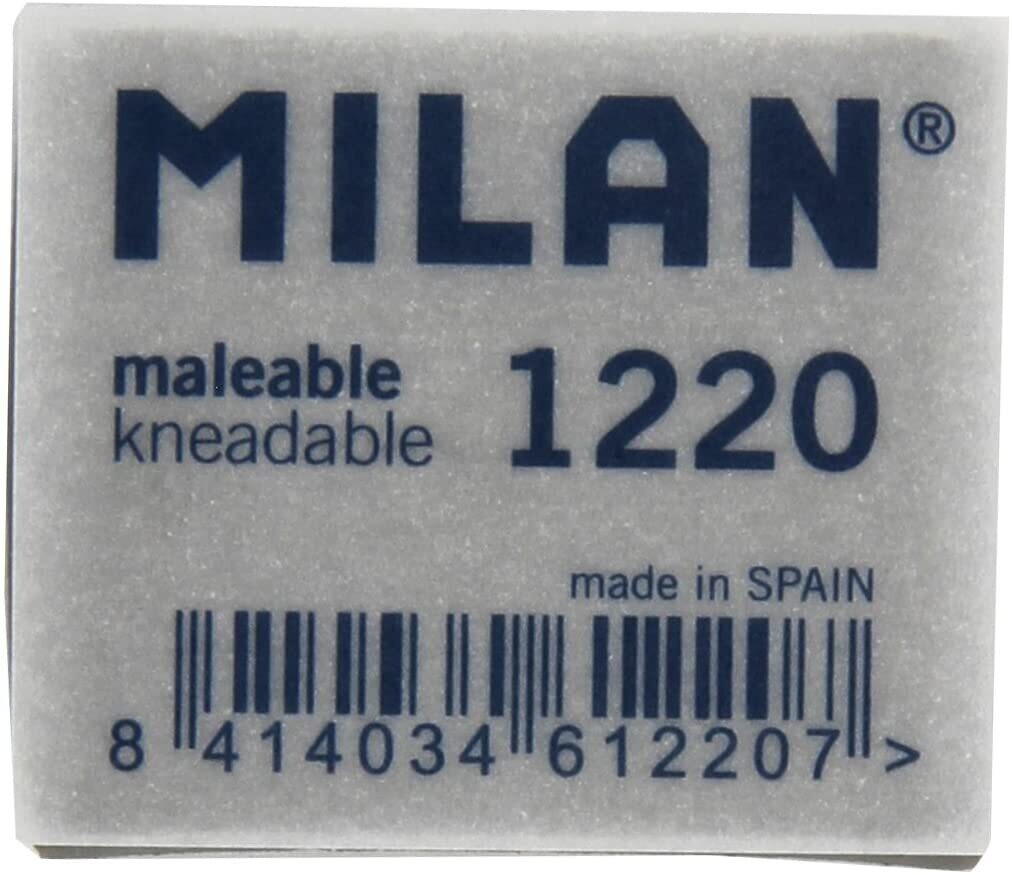 MILAN®
maleable 1220
kneadable
made in SPAIN
8 414034 612207 >